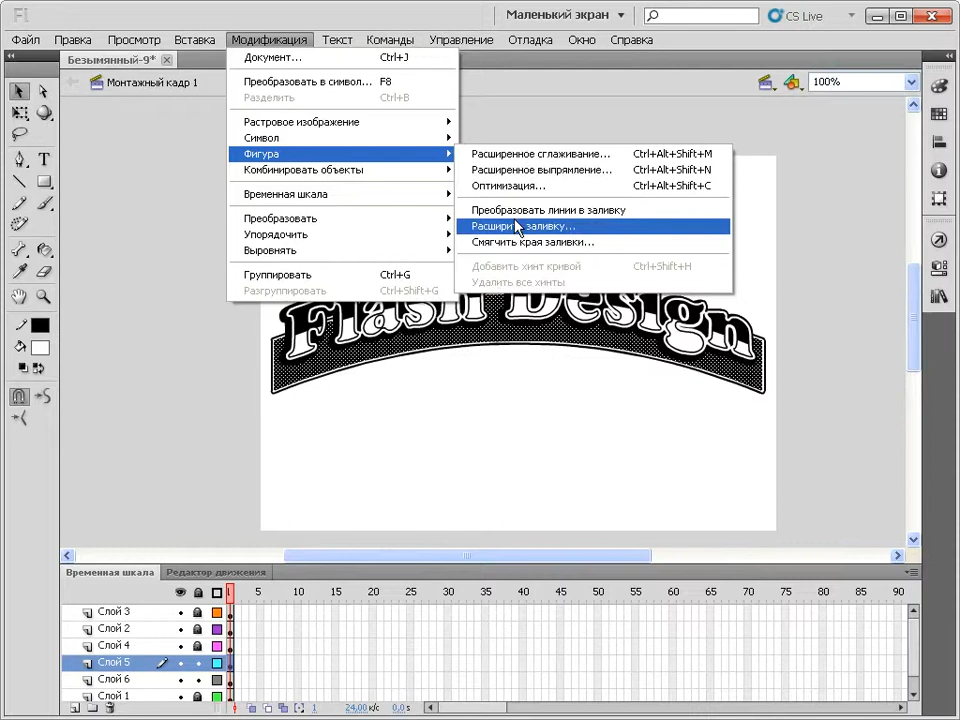 Fl
Маленький экран
CS Live
Файл Правка Просмотр Вставка Модификация Текст Команды Управление Отладка Окно Справка
Безымянный-9*
Монтажный кадр 1
100%
Документ... Ctrl+J
Преобразовать в символ... F8
Разделить Ctrl+B
Растровое изображение
Символ
Фигура
Комбинировать объекты
Временная шкала
Преобразовать
Упорядочить
Выровнять
Группировать Ctrl+G
Разгруппировать Ctrl+Shift+G
Расширенное сглаживание... Ctrl+Alt+Shift+M
Расширенное выпрямление... Ctrl+Alt+Shift+N
Оптимизация... Ctrl+Alt+Shift+C
Преобразовать линии в заливку
Расширить заливку...
Смягчить края заливки...
Добавить хинт кривой Ctrl+Shift+H
Удалить все хинты
Flash Design
Временная шкала Редактор движения
1 5 10 15 20 25 30 35 40 45 50 55 60 65 70 75 80 85 90
Слой 3
Слой 2
Слой 4
Слой 5
Слой 6
Слой 1
1 24,00 к/с 0,0 s